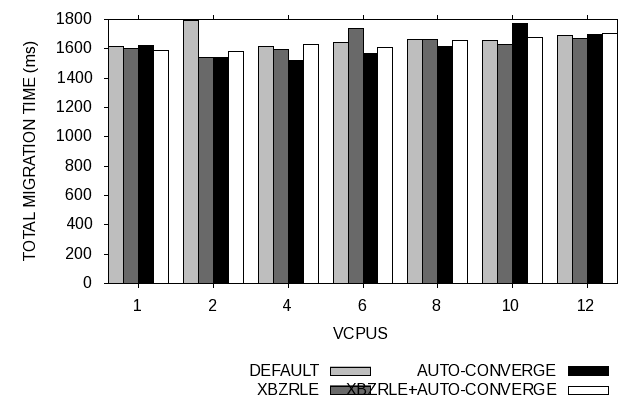 1800
1600
1400
1200
1000
800
600
400
200
0
TOTAL MIGRATION TIME (ms)
1 2 4 6 8 10 12
VCPUS
DEFAULT AUTO-CONVERGE
XBZRLE XBZRLE+AUTO-CONVERGE